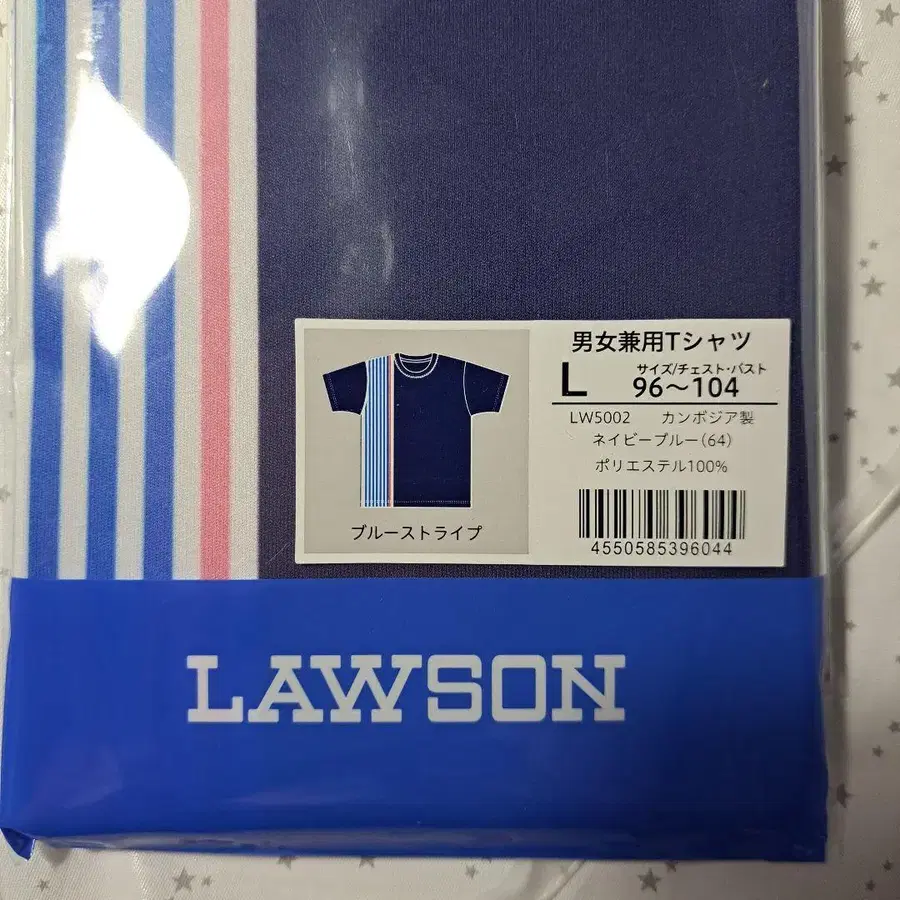 男女兼用Tシャツ
L
サイズ/チェスト・バスト
96〜104
LW5002 カンボジア製
ネイビーブルー(64)
ポリエステル100%
4550585396044
ブルーストライプ
LAWSON